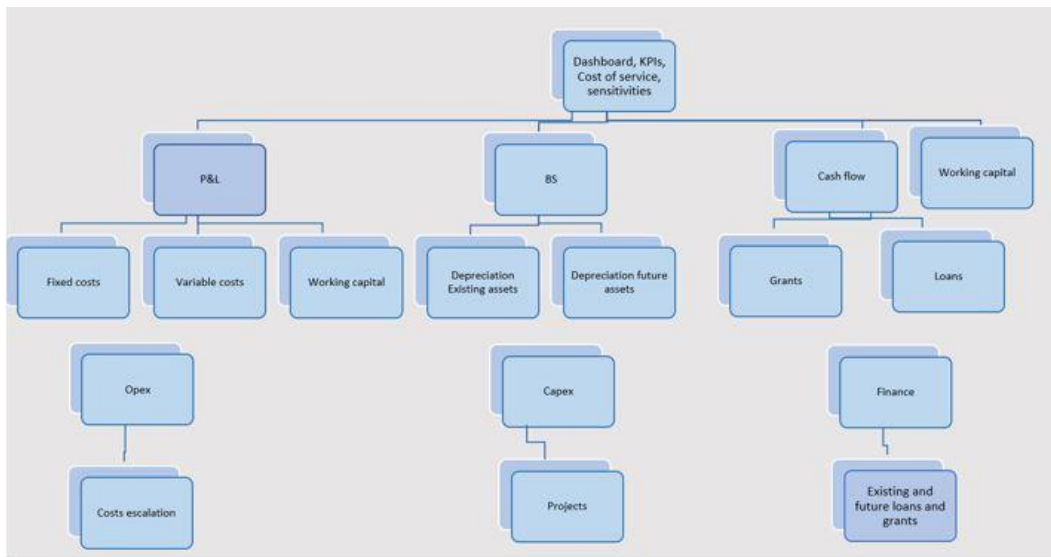 Dashboard, KPIs,
Cost of service,
sensitivities
P&L
BS
Cash flow
Working capital
Fixed costs
Variable costs
Working capital
Depreciation
Existing assets
Depreciation future
assets
Grants
Loans
Opex
Capex
Finance
Costs escalation
Projects
Existing and
future loans and
grants